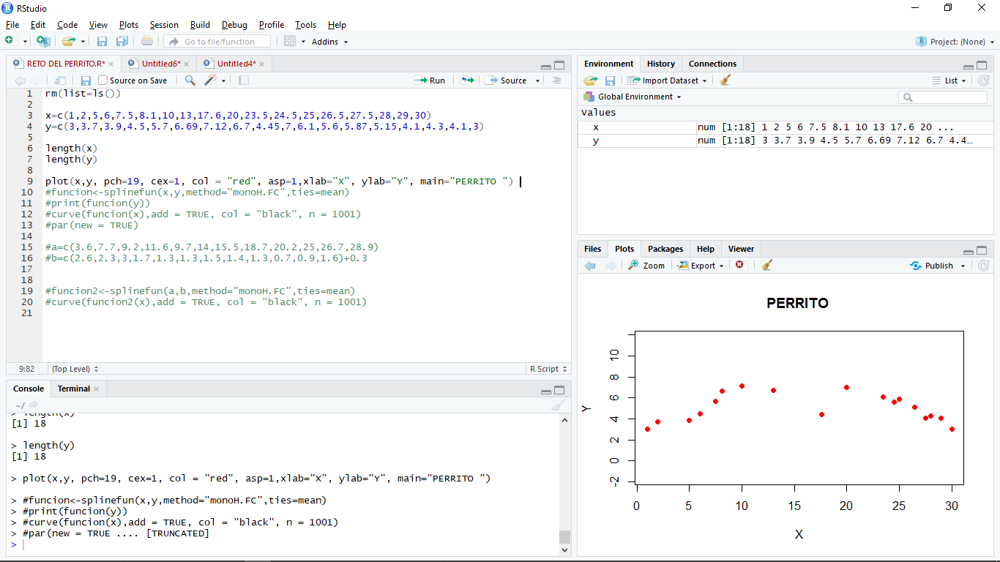 RStudio
File Edit Code View Plots Session Build Debug Profile Tools Help
Go to file/function Addins Project: (None)
RETO DEL PERRITO.R* Untitled6* Untitled4*
Source on Save Run Source
1 rm(list=ls())
2
3 x=c(1,2,5,6,7.5,8.1,10,13,17.6,20,23.5,24.5,25,26.5,27.5,28,29,30)
4 y=c(3,3.7,3.9,4.5,5.7,6.69,7.12,6.7,4.45,7,6.1,5.6,5.87,5.15,4.1,4.3,4.1,3)
5
6 length(x)
7 length(y)
8
9 plot(x,y, pch=19, cex=1, col = "red", asp=1,xlab="X", ylab="Y", main="PERRITO ")
10 #funcion<-splinefun(x,y,method="monoH.FC",ties=mean)
11 #print(funcion(y))
12 #curve(funcion(x),add = TRUE, col = "black", n = 1001)
13 #par(new = TRUE)
14
15 #a=c(3.6,7.7,9.2,11.6,9.7,14,15.5,18.7,20.2,25,26.7,28.9)
16 #b=c(2.6,2.3,3,1.7,1.3,1.3,1.5,1.4,1.3,0.7,0.9,1.6)+0.3
17
18
19 #funcion2<-splinefun(a,b,method="monoH.FC",ties=mean)
20 #curve(funcion2(x),add = TRUE, col = "black", n = 1001)
21
9:82 (Top Level) R Script
Console Terminal
~/
> length(x)
[1] 18
> length(y)
[1] 18
> plot(x,y, pch=19, cex=1, col = "red", asp=1,xlab="X", ylab="Y", main="PERRITO ")
> #funcion<-splinefun(x,y,method="monoH.FC",ties=mean)
> #print(funcion(y))
> #curve(funcion(x),add = TRUE, col = "black", n = 1001)
> #par(new = TRUE .... [TRUNCATED]
>
Environment History Connections
Import Dataset List
Global Environment
Values
x num [1:18] 1 2 5 6 7.5 8.1 10 13 17.6 20 ...
y num [1:18] 3 3.7 3.9 4.5 5.7 6.69 7.12 6.7 4.4…
Files Plots Packages Help Viewer
Zoom Export Publish
PERRITO
Y
10
8
6
4
2
0
-2
0 5 10 15 20 25 30
X